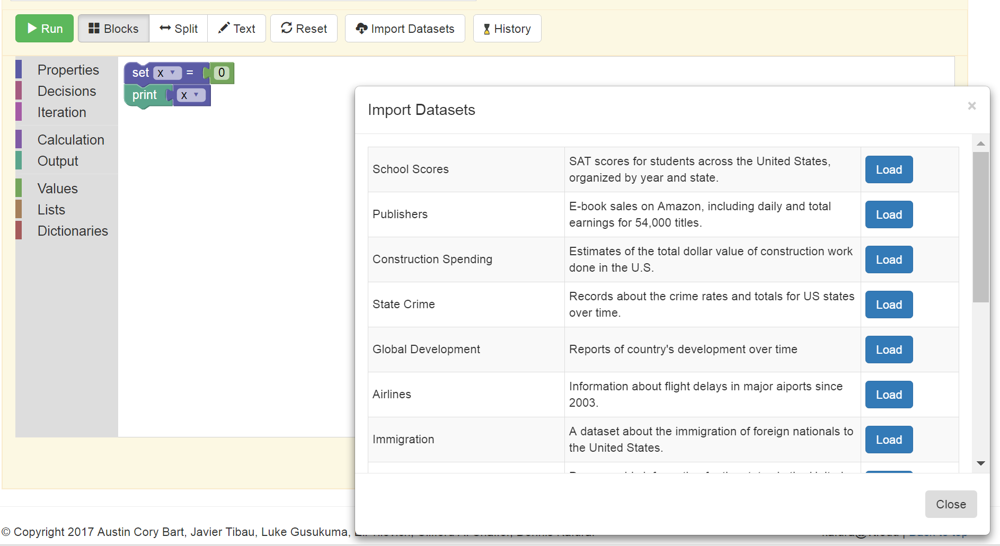 Run Blocks Split Text Reset Import Datasets History
Properties
Decisions
Iteration
Calculation
Output
Values
Lists
Dictionaries
set x = 0
print x
Import Datasets ×
School Scores
SAT scores for students across the United States,
organized by year and state.
Load
Publishers
E-book sales on Amazon, including daily and total
earnings for 54,000 titles.
Load
Construction Spending
Estimates of the total dollar value of construction work
done in the U.S.
Load
State Crime
Records about the crime rates and totals for US states
over time.
Load
Global Development
Reports of country's development over time
Load
Airlines
Information about flight delays in major aiports since
2003.
Load
Immigration
A dataset about the immigration of foreign nationals to
the United States.
Load
Close
© Copyright 2017 Austin Cory Bart, Javier Tibau, Luke Gusukuma,